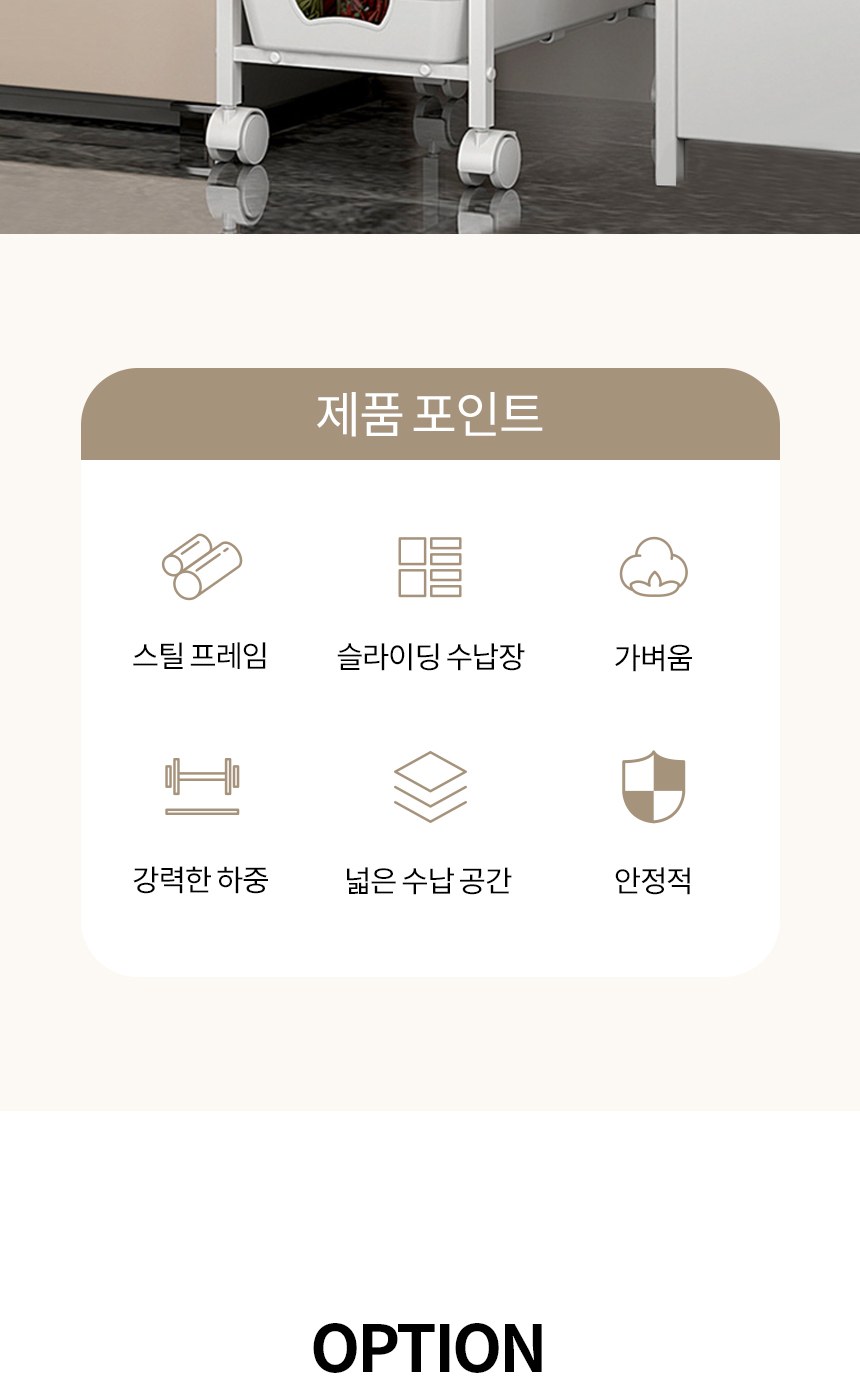 제품 포인트
스틸 프레임
슬라이딩 수납장
가벼움
강력한 하중
넓은 수납 공간
안정적
OPTION